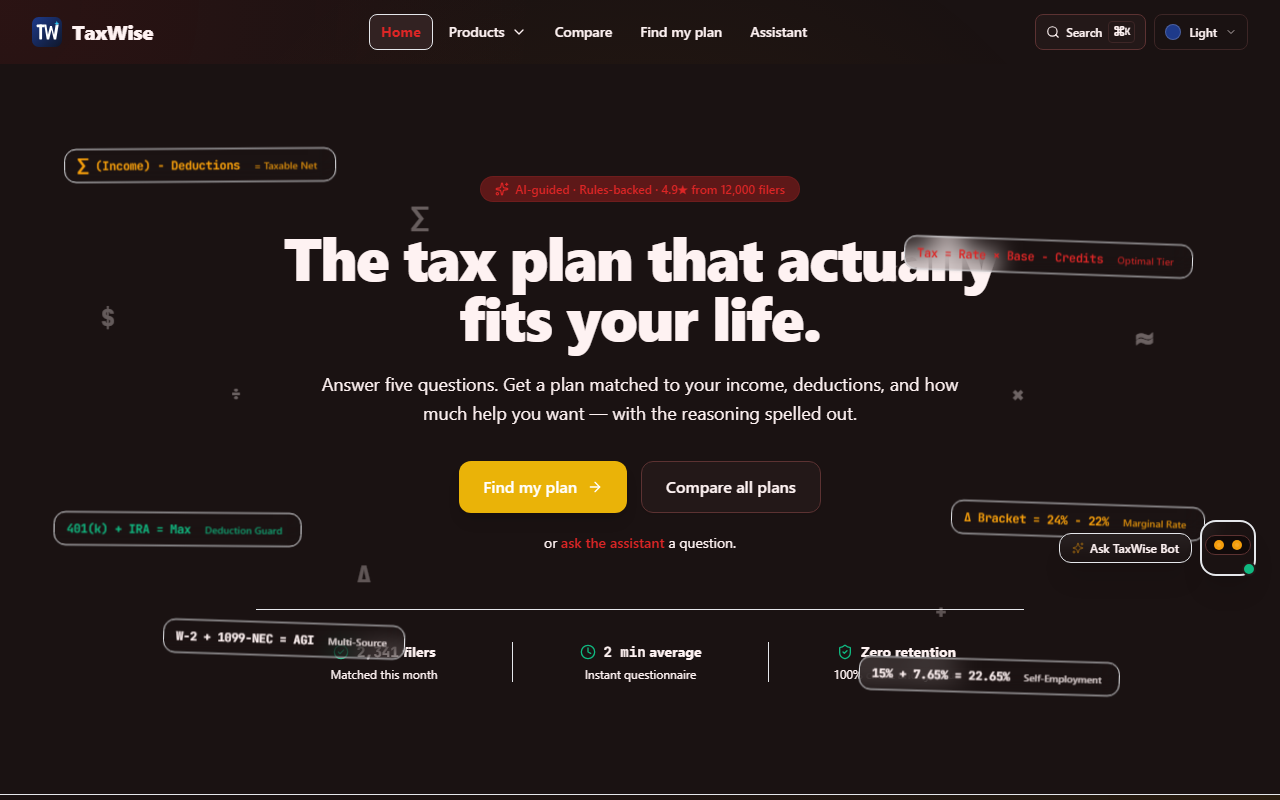 TW TaxWise
Home
Products
Compare
Find my plan
Assistant
Search ⌘K
Light
∑ (Income) - Deductions = Taxable Net
AI-guided · Rules-backed · 4.9★ from 12,000 filers
∑
The tax plan that actually
Tax = Rate × Base - Credits Optimal Tier
fits your life.
$
≈
Answer five questions. Get a plan matched to your income, deductions, and how
÷
×
much help you want — with the reasoning spelled out.
Find my plan →
Compare all plans
401(k) + IRA = Max Deduction Guard
Δ Bracket = 24% - 22% Marginal Rate
or ask the assistant a question.
Ask TaxWise Bot
Δ
+
W-2 + 1099-NEC = AGI Multi-Source
2,341 filers
Matched this month
2 min average
Instant questionnaire
Zero retention
100%
15% + 7.65% = 22.65% Self-Employment